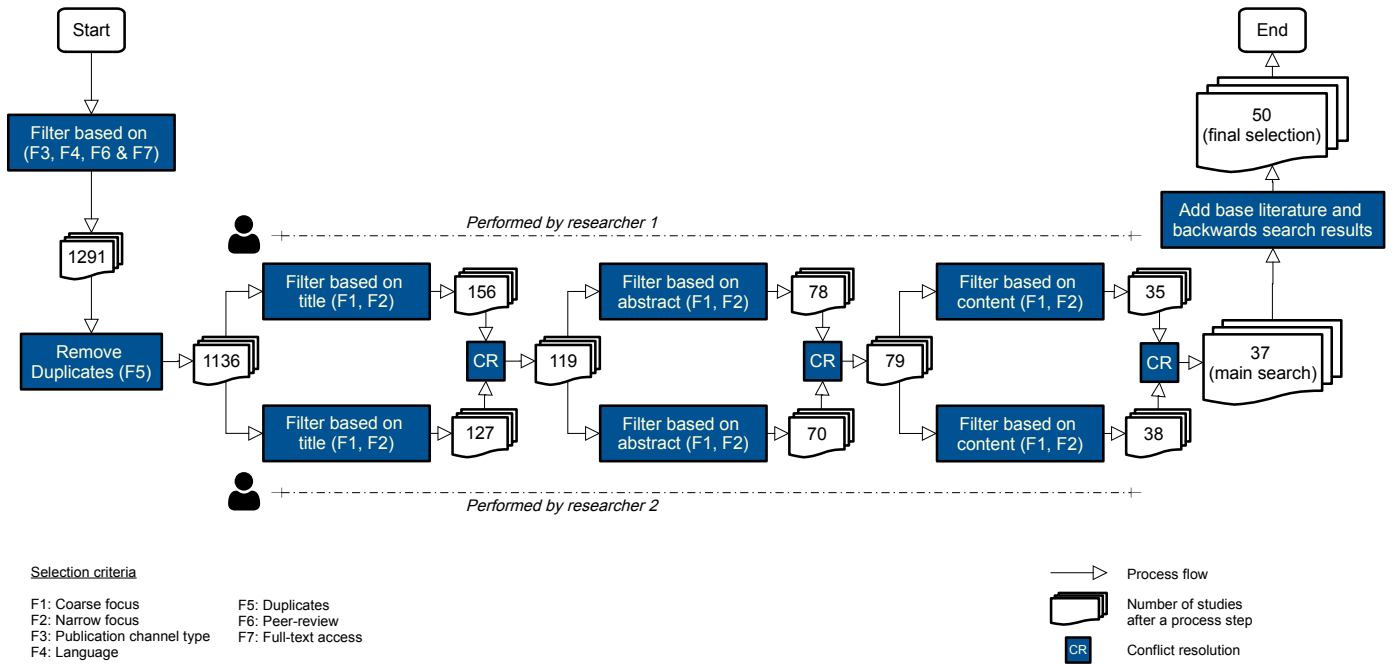 Start
End
Filter based on
(F3, F4, F6 & F7)
50
(final selection)
1291
Performed by researcher 1
Add base literature and
backwards search results
Filter based on
title (F1, F2)
156
Filter based on
abstract (F1, F2)
78
Filter based on
content (F1, F2)
35
Remove
Duplicates (F5)
1136
CR
119
CR
79
CR
37
(main search)
Filter based on
title (F1, F2)
127
Filter based on
abstract (F1, F2)
70
Filter based on
content (F1, F2)
38
Performed by researcher 2
Selection criteria
F1: Coarse focus
F2: Narrow focus
F3: Publication channel type
F4: Language
F5: Duplicates
F6: Peer-review
F7: Full-text access
Process flow
Number of studies
after a process step
CR
Conflict resolution